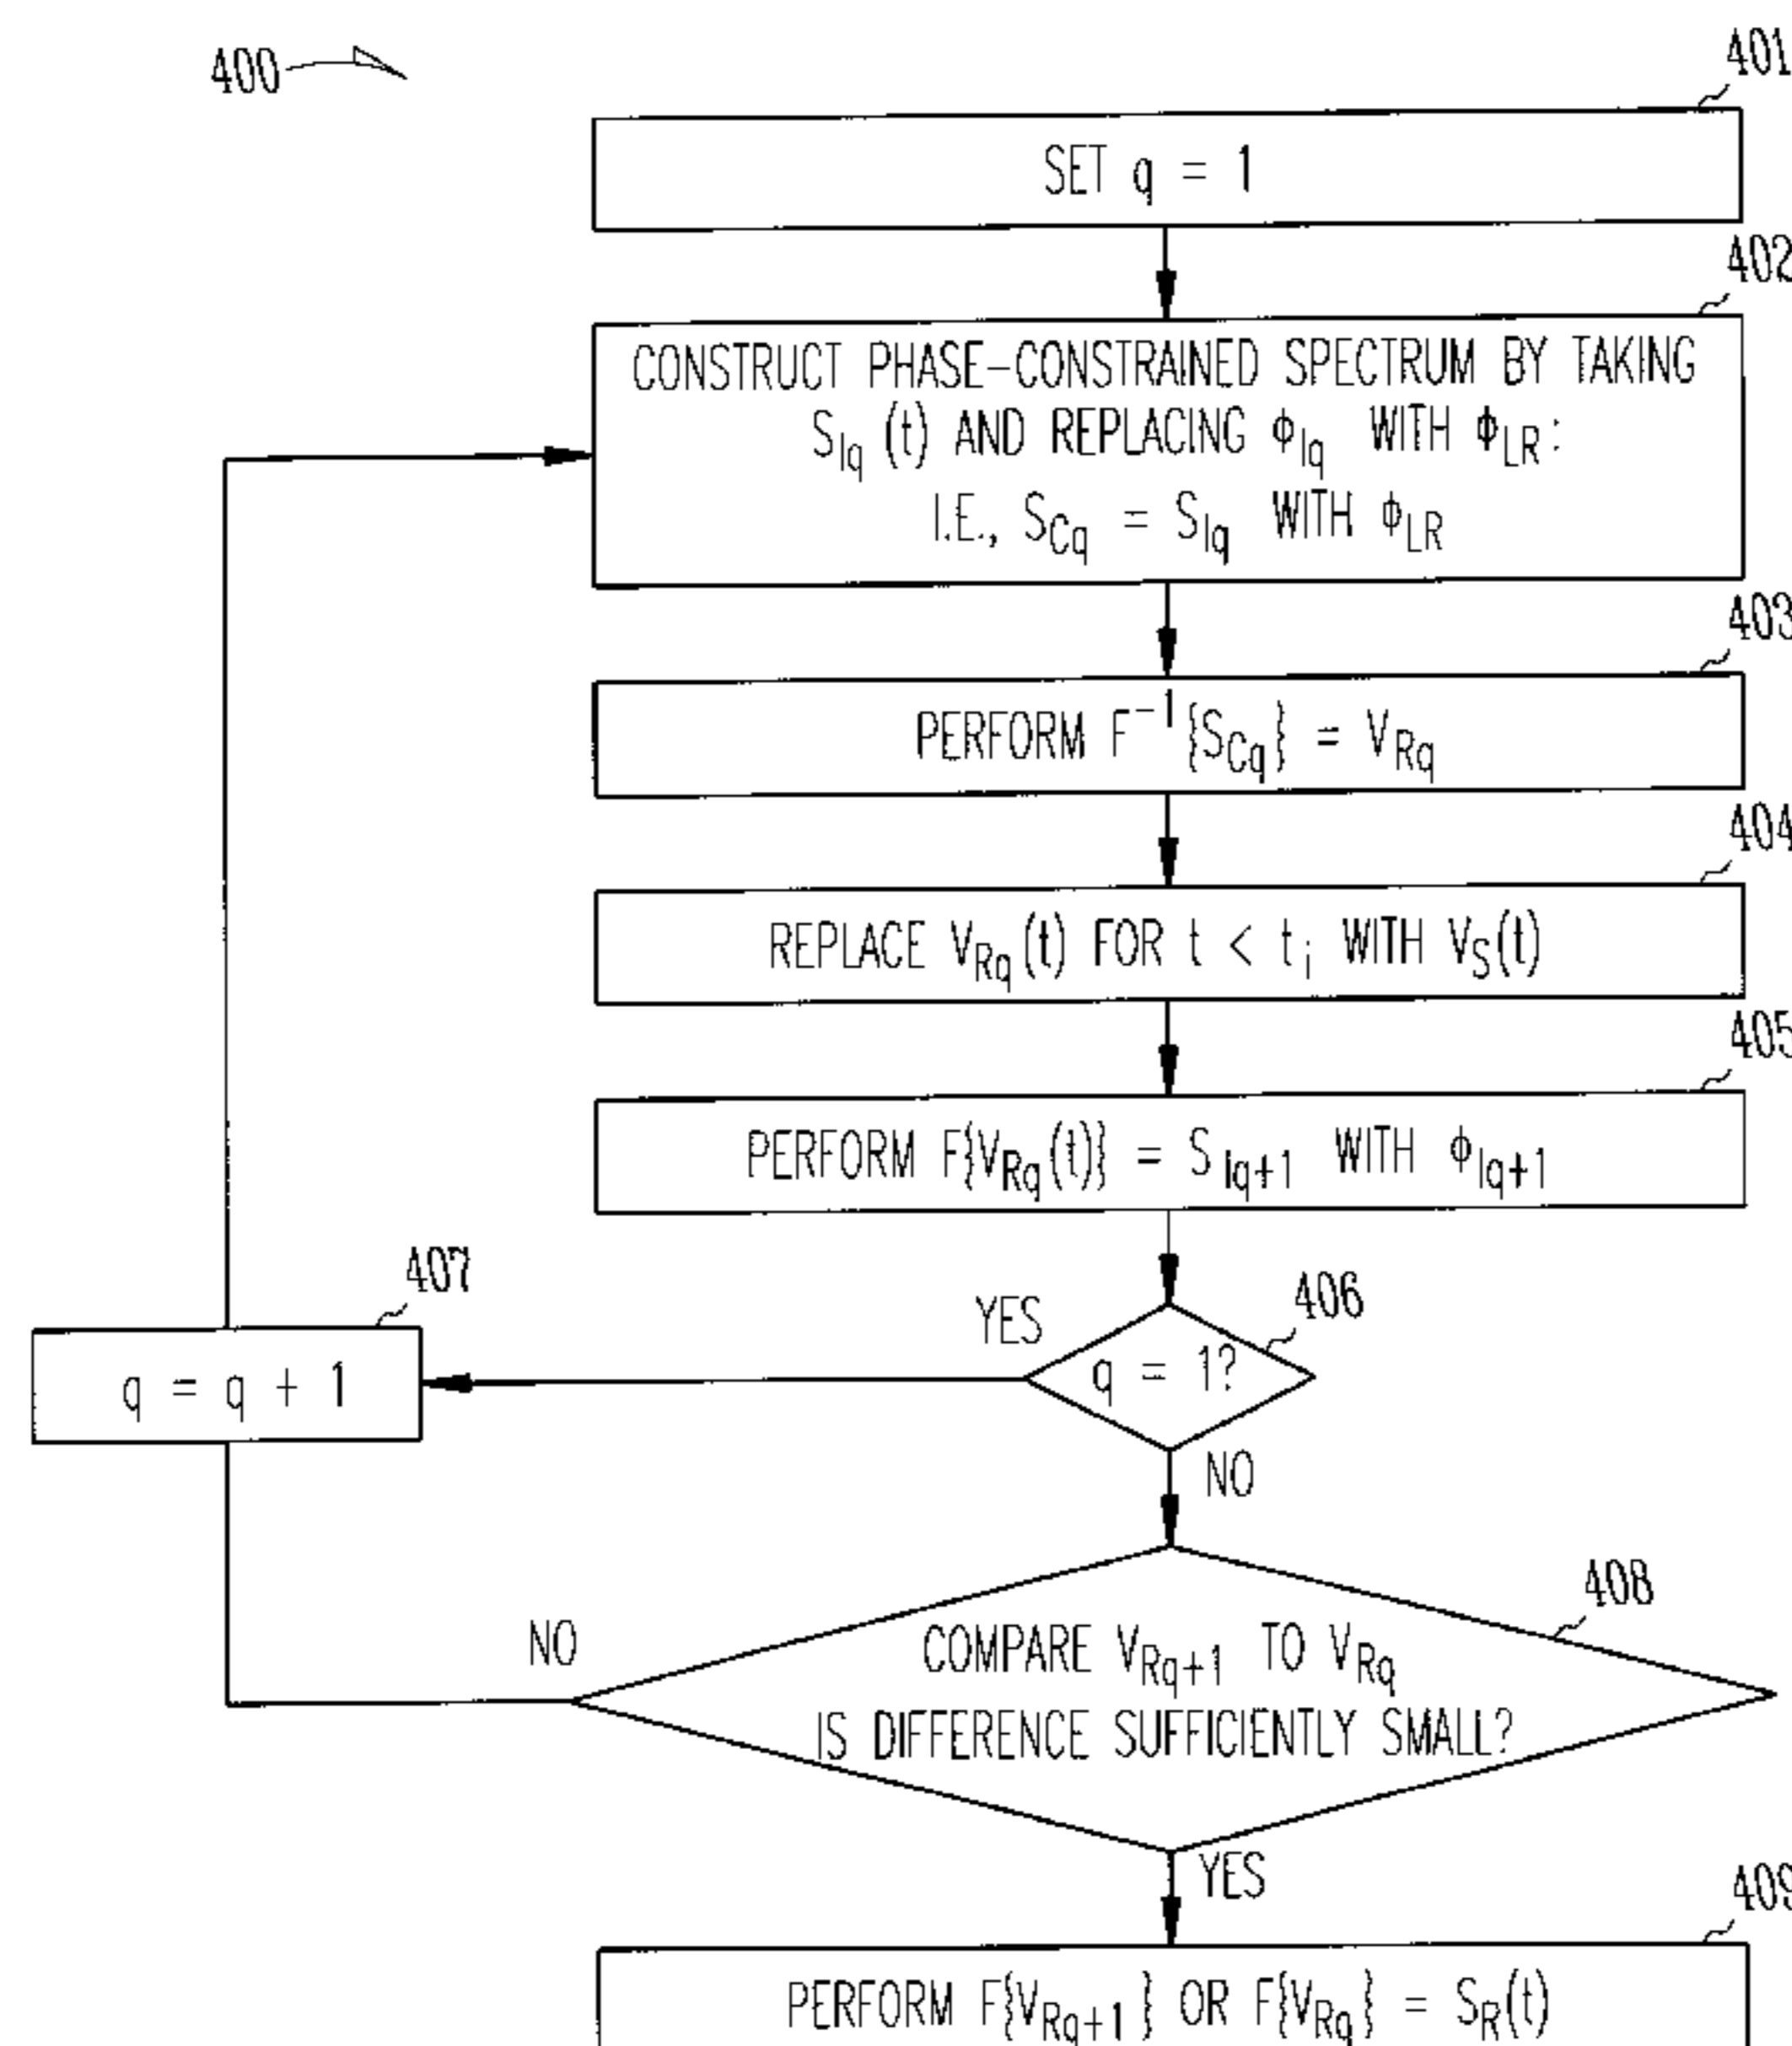 400
401
SET q = 1
402
CONSTRUCT PHASE-CONSTRAINED SPECTRUM BY TAKING
S_Iq (t) AND REPLACING ϕ_Iq WITH ϕ_LR :
I.E., S_Cq = S_Iq WITH ϕ_LR
403
PERFORM F^-1{S_Cq} = V_Rq
404
REPLACE V_Rq(t) FOR t < t_i WITH V_S(t)
405
PERFORM F{V_Rq(t)} = S_Iq+1 WITH ϕ_Iq+1
407
406
YES
q = q + 1
q = 1?
NO
408
NO
COMPARE V_Rq+1 TO V_Rq
IS DIFFERENCE SUFFICIENTLY SMALL?
YES
409
PERFORM F{V_Rq+1} OR F{V_Rq} = S_R(t)